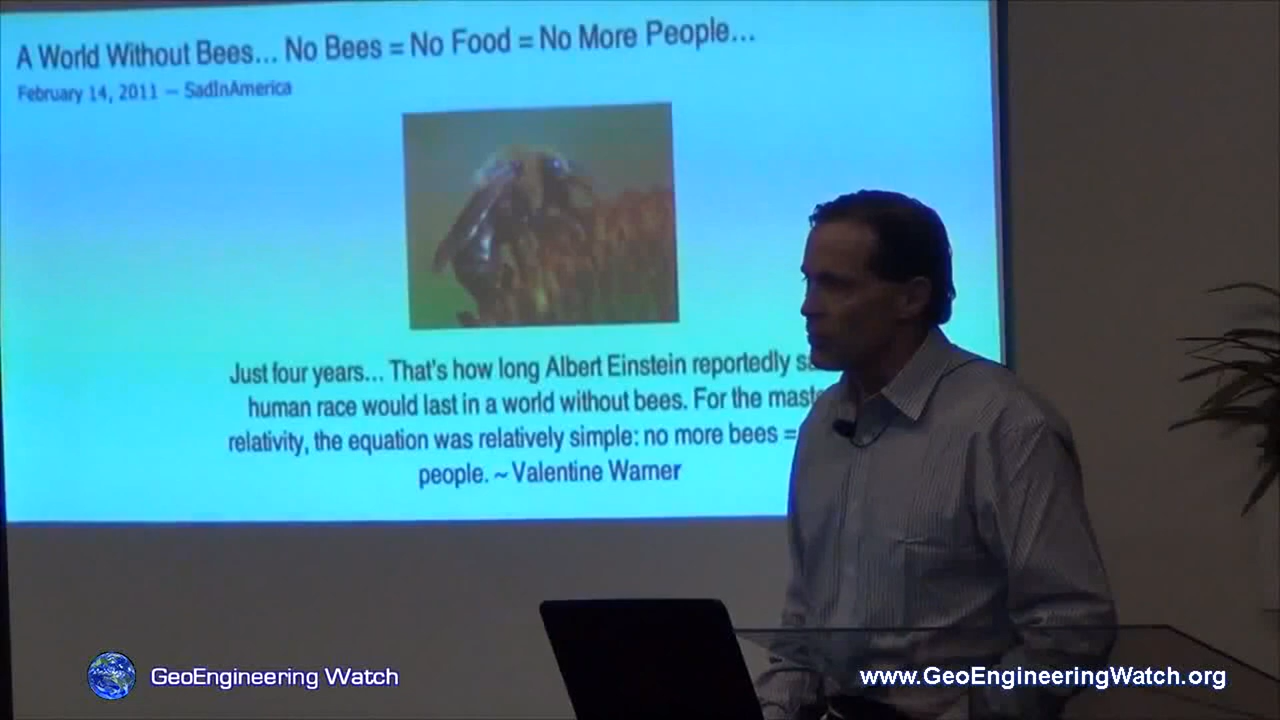 A World Without Bees... No Bees = No Food = No More People...
February 14, 2011 — SadInAmerica
Just four years... That's how long Albert Einstein reportedly
human race would last in a world without bees. For the
relativity, the equation was relatively simple: no more bees =
people. ~ Valentine Warner
GeoEngineering Watch
www.GeoEngineeringWatch.org